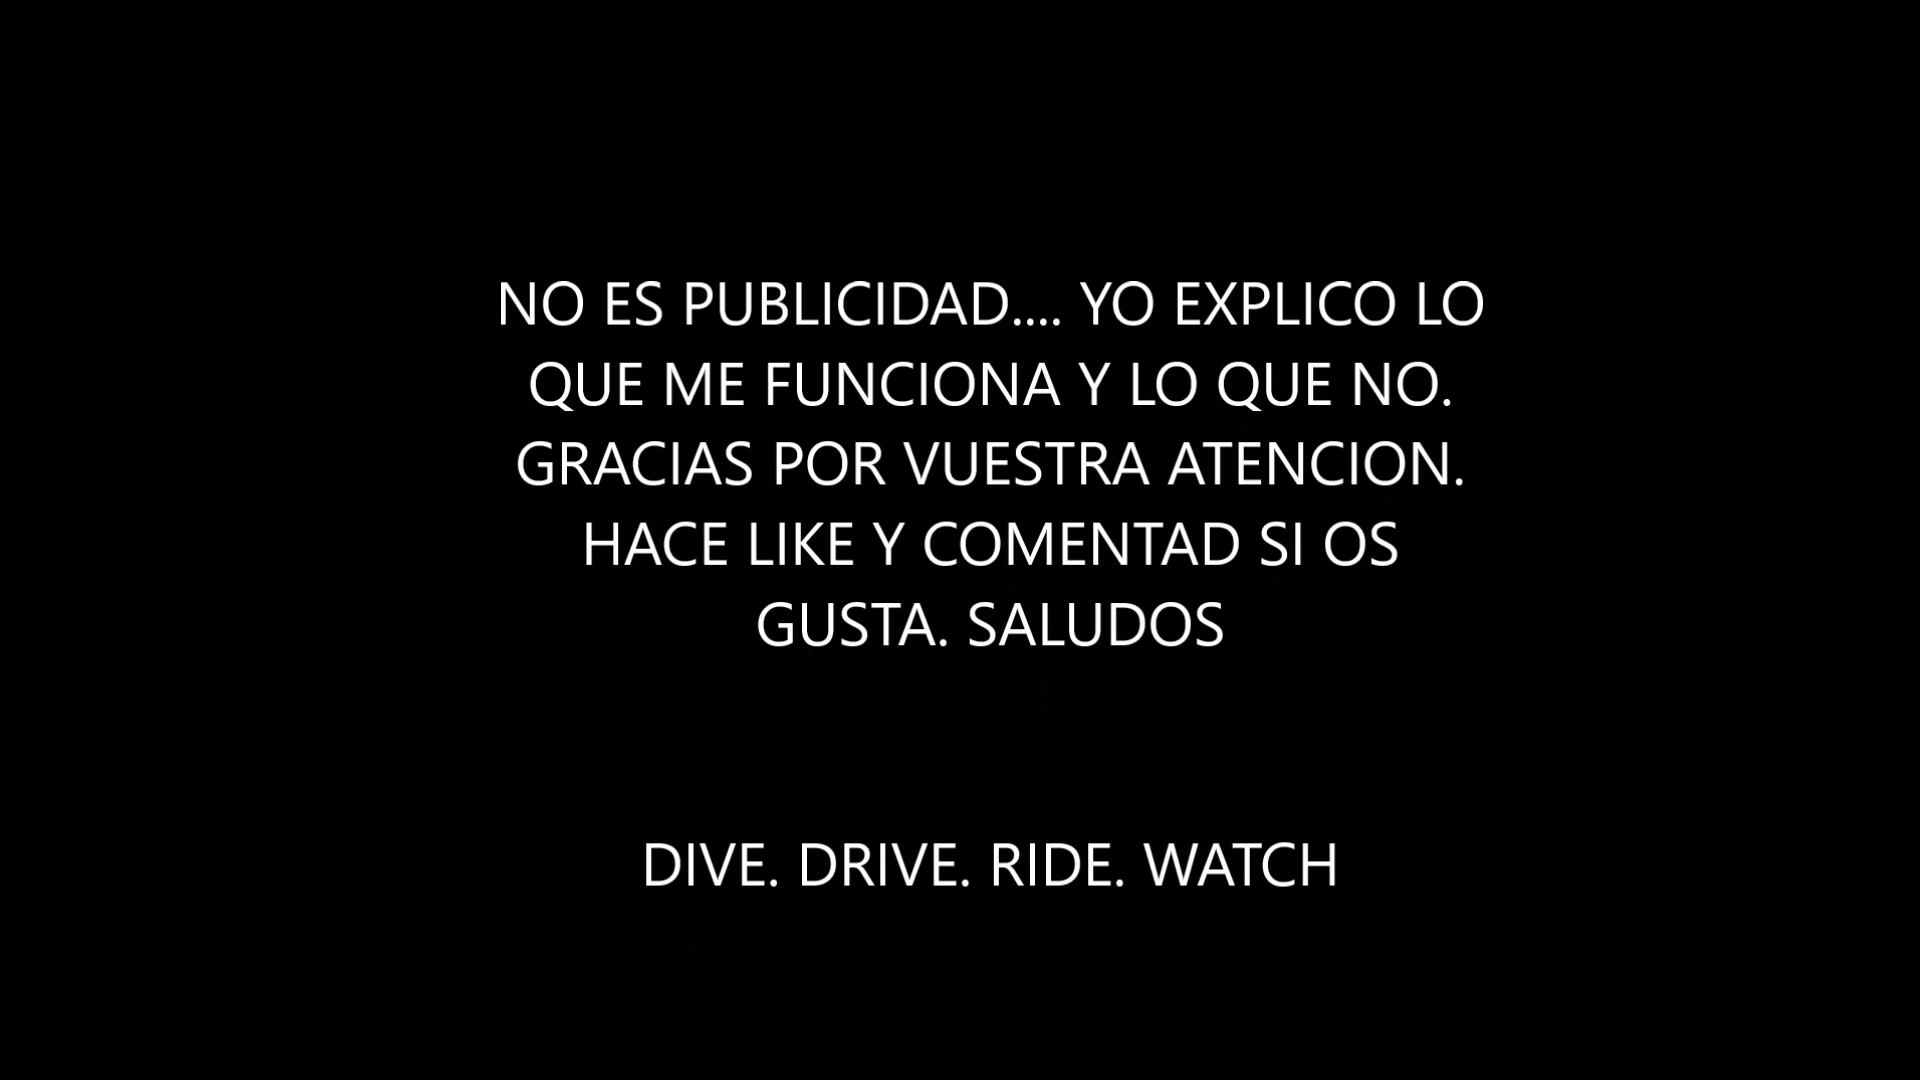 NO ES PUBLICIDAD.... YO EXPLICO LO
QUE ME FUNCIONA Y LO QUE NO.
GRACIAS POR VUESTRA ATENCION.
HACE LIKE Y COMENTAD SI OS
GUSTA. SALUDOS
DIVE. DRIVE. RIDE. WATCH